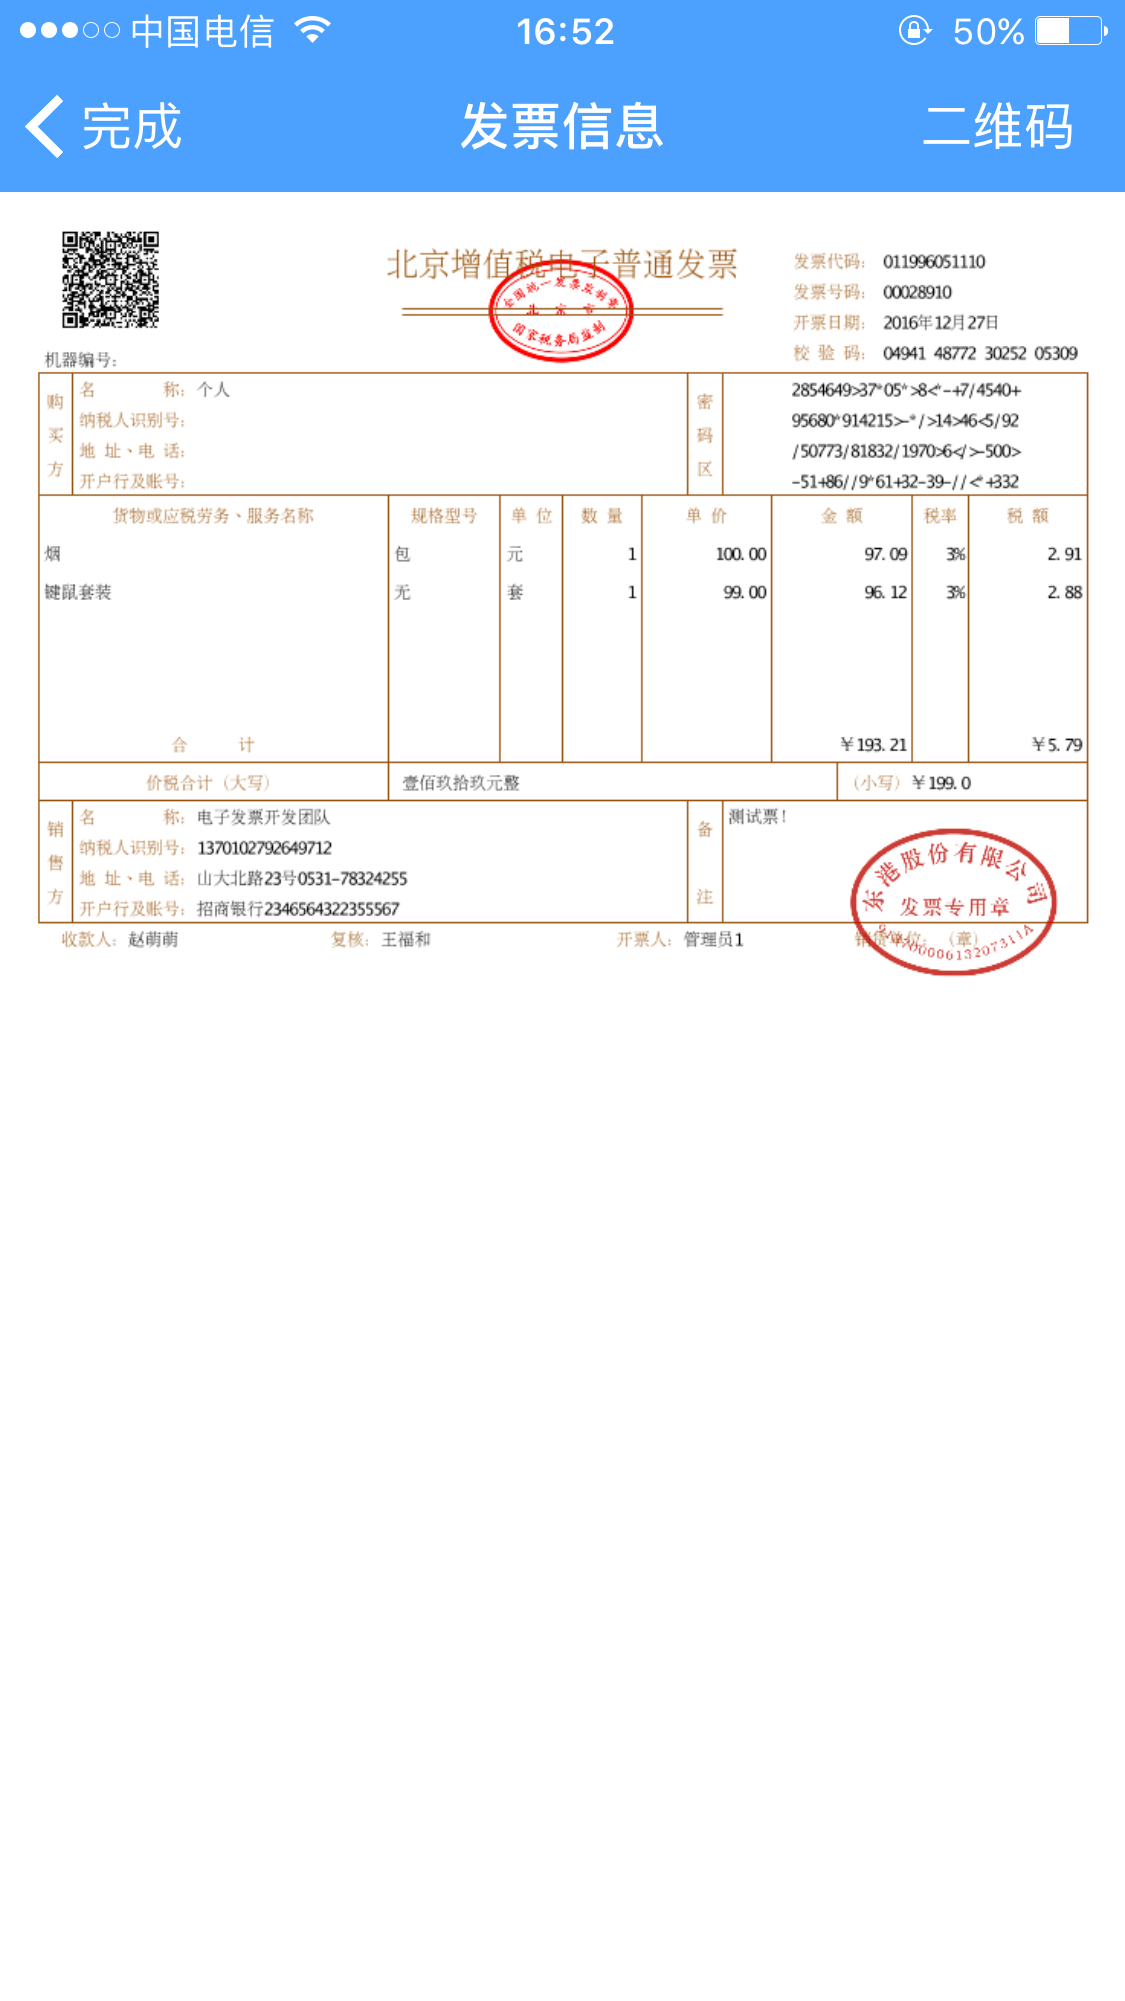 中国电信 16:52 50%
完成 发票信息 二维码
北京增值税电子普通发票
全国统一发票监制章
北京市
国家税务局监制
发票代码: 011996051110
发票号码: 00028910
开票日期: 2016年12月27日
校验码: 04941 48772 30252 05309
机器编号:
购买方
名称: 个人
纳税人识别号:
地址、电话:
开户行及账号:
密码区
2854649>37*05*>8<*-+7/4540+
95680*914215>-*/>14>46<5/92
/50773/81832/1970>6</>-500>
-51+86//9*61+32-39-//<*+332
货物或应税劳务、服务名称 规格型号 单位 数量 单价 金额 税率 税额
烟 包 元 1 100.00 97.09 3% 2.91
键鼠套装 无 套 1 99.00 96.12 3% 2.88
合计 ￥193.21 ￥5.79
价税合计（大写） 壹佰玖拾玖元整 （小写）￥199.0
销售方
名称: 电子发票开发团队
纳税人识别号: 1370102792649712
地址、电话: 山大北路23号0531-78324255
开户行及账号: 招商银行2346564322355567
备注
测试票！
东港股份有限公司
发票专用章
收款人: 赵萌萌 复核: 王福和 开票人: 管理员1 销货单位: （章）